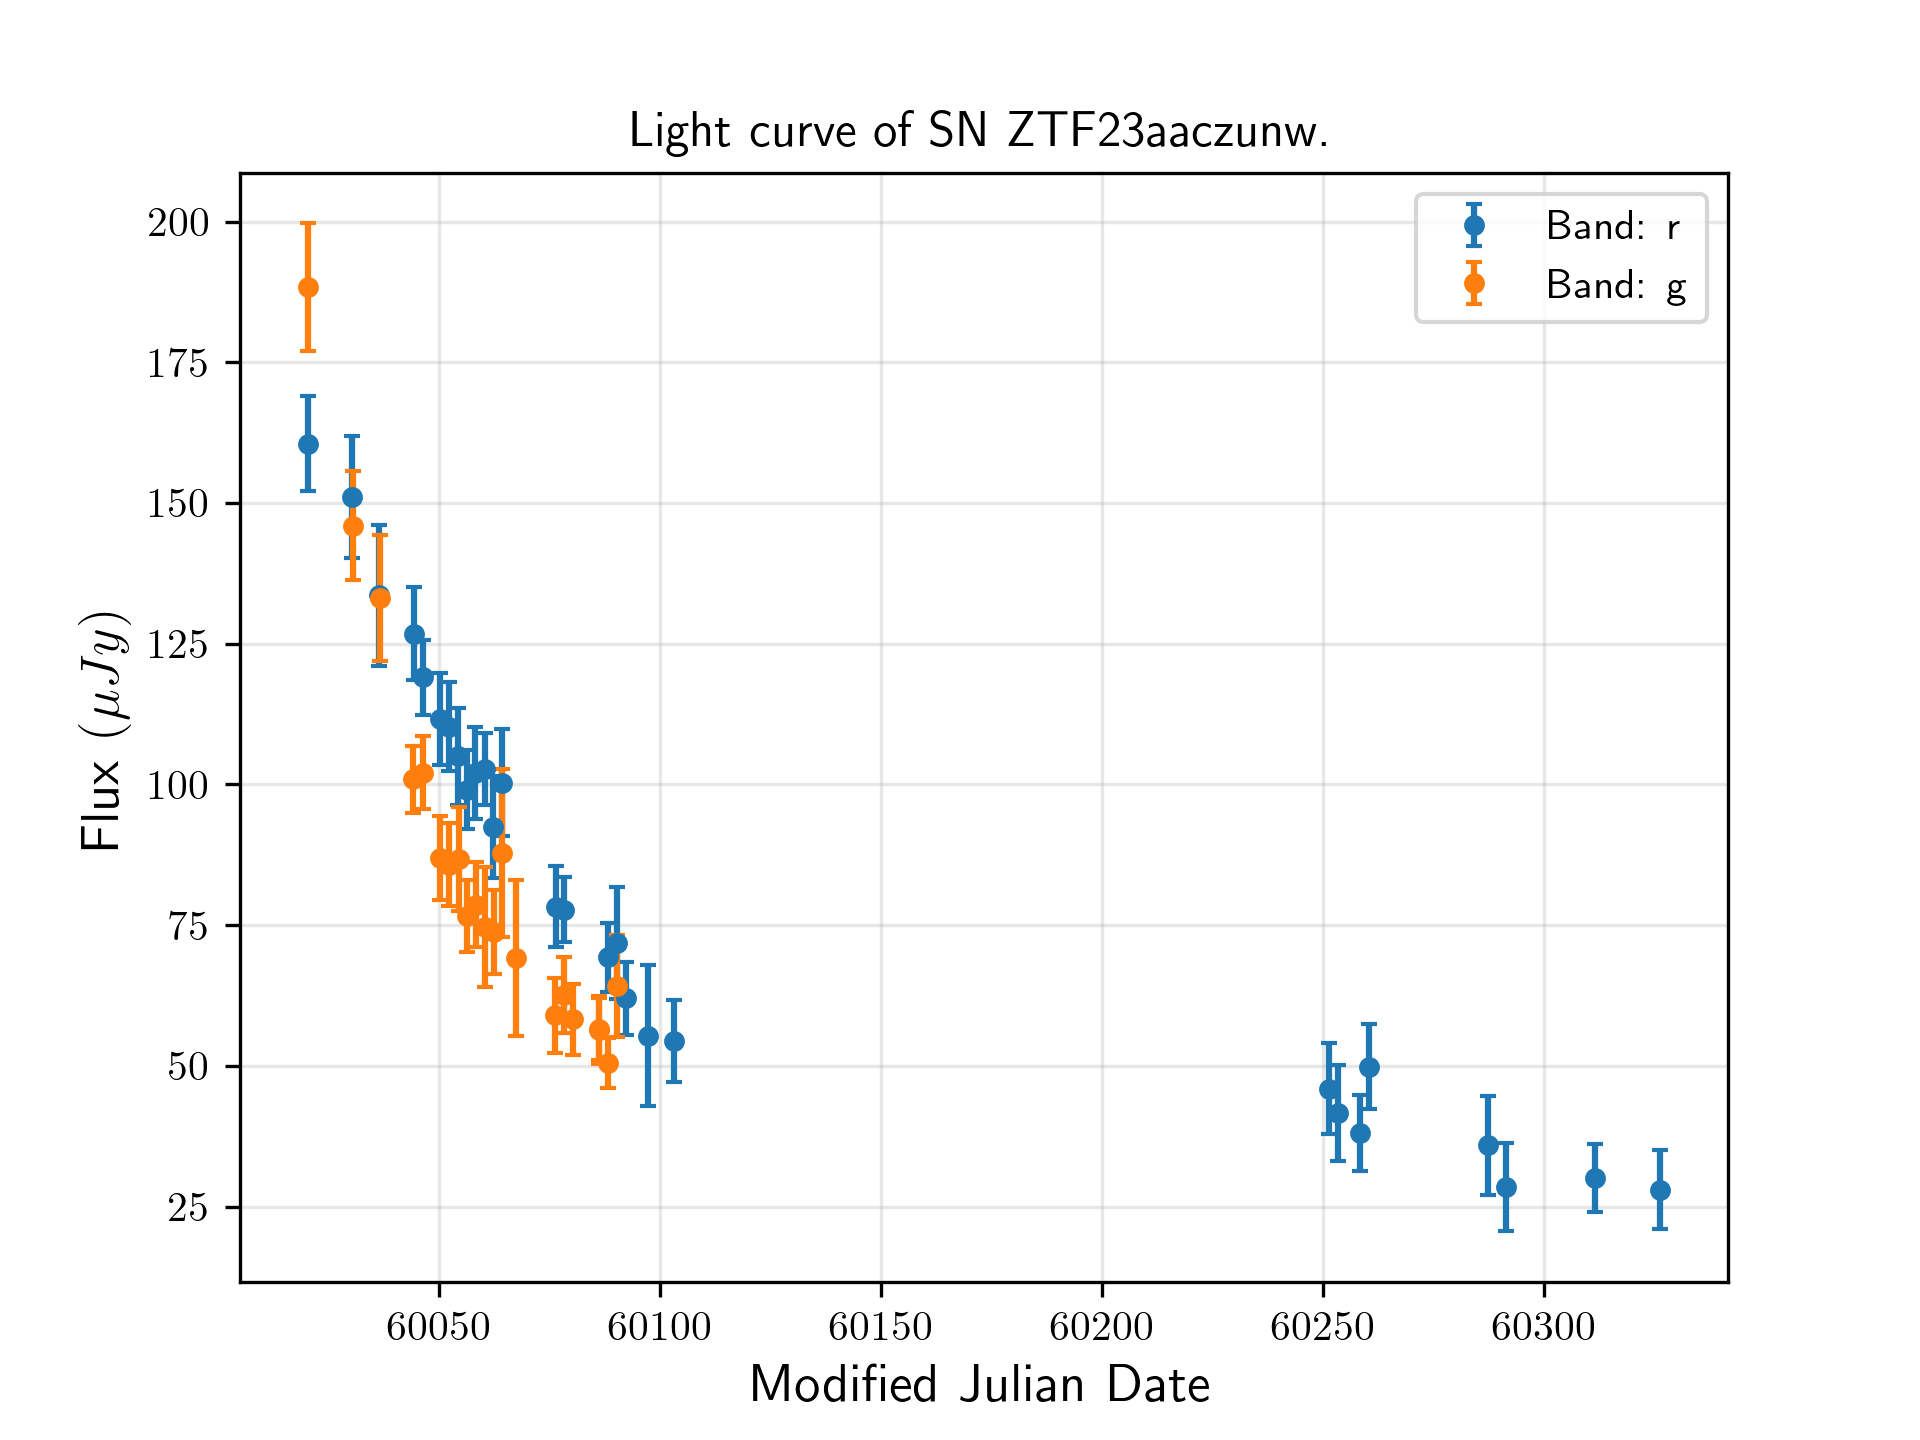 Light curve of SN ZTF23aaczunw.
Band: r
Band: g
200
175
150
125
100
75
50
25
Flux (μJy)
60050 60100 60150 60200 60250 60300
Modified Julian Date